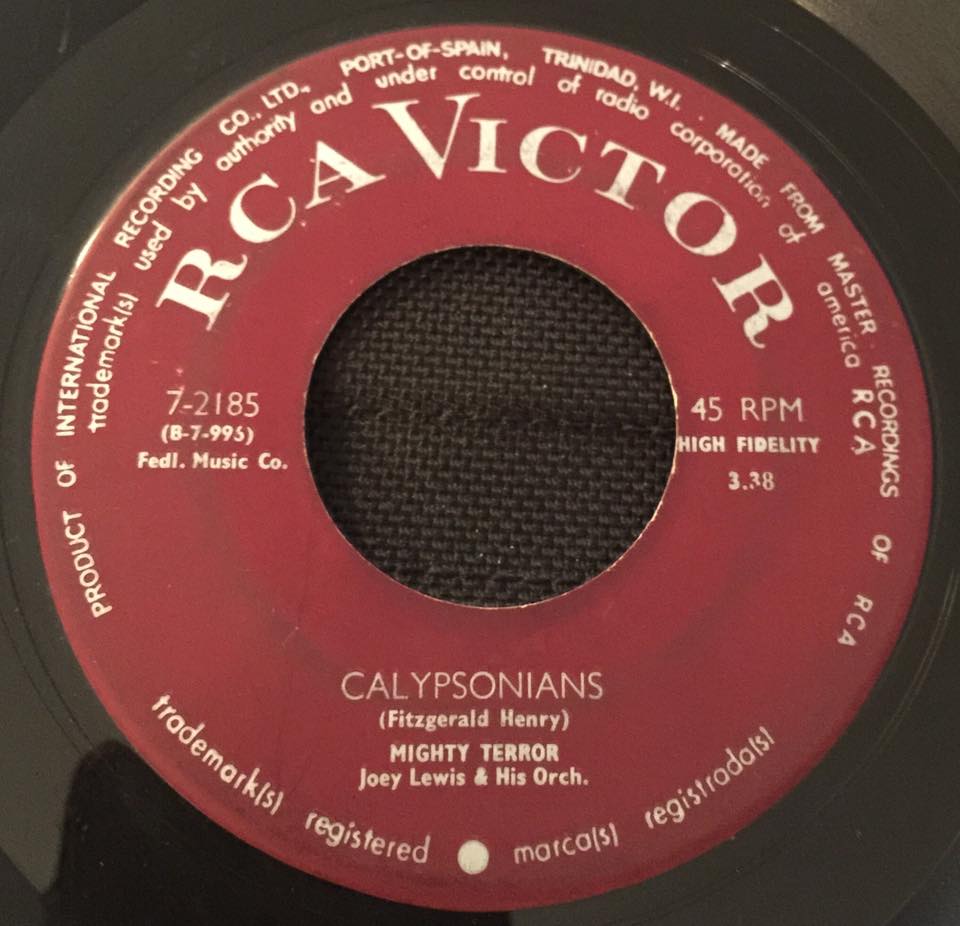 PRODUCT OF INTERNATIONAL RECORDING CO., LTD. PORT-OF-SPAIN, TRINIDAD, W.I. MADE FROM MASTER RECORDINGS OF RCA
trademark(s) used by authority and under control of radio corporation of america RCA
RCA VICTOR
7-2185
(B-7-995)
Fedl. Music Co.
45 RPM
HIGH FIDELITY
3.38
CALYPSONIANS
(Fitzgerald Henry)
MIGHTY TERROR
Joey Lewis & His Orch.
trademark(s) registered marca(s) registrada(s)